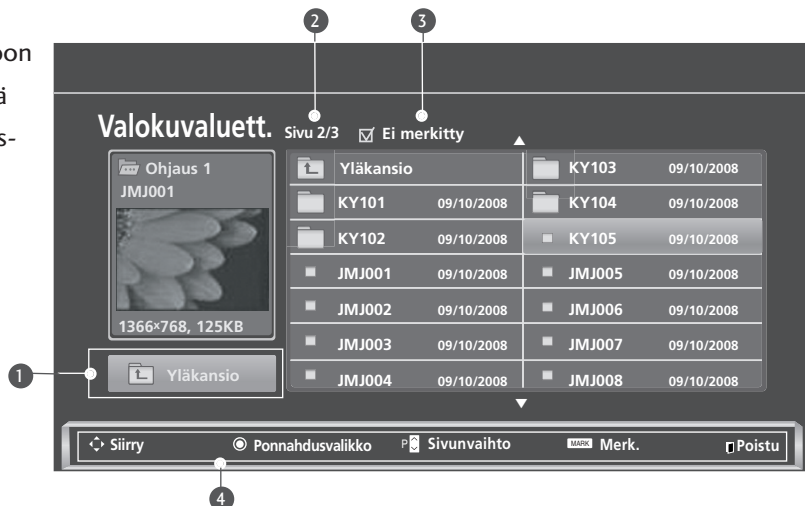 2 3
oon
ä
s-
Valokuvaluett. Sivu 2/3 Ei merkitty
Ohjaus 1
JMJ001
1366x768, 125KB
1 Yläkansio
Yläkansio
KY101 09/10/2008
KY102 09/10/2008
JMJ001 09/10/2008
JMJ002 09/10/2008
JMJ003 09/10/2008
JMJ004 09/10/2008
KY103 09/10/2008
KY104 09/10/2008
KY105 09/10/2008
JMJ005 09/10/2008
JMJ006 09/10/2008
JMJ007 09/10/2008
JMJ008 09/10/2008
Siirry Ponnahdusvalikko P Sivunvaihto MARK Merk. Poistu
4